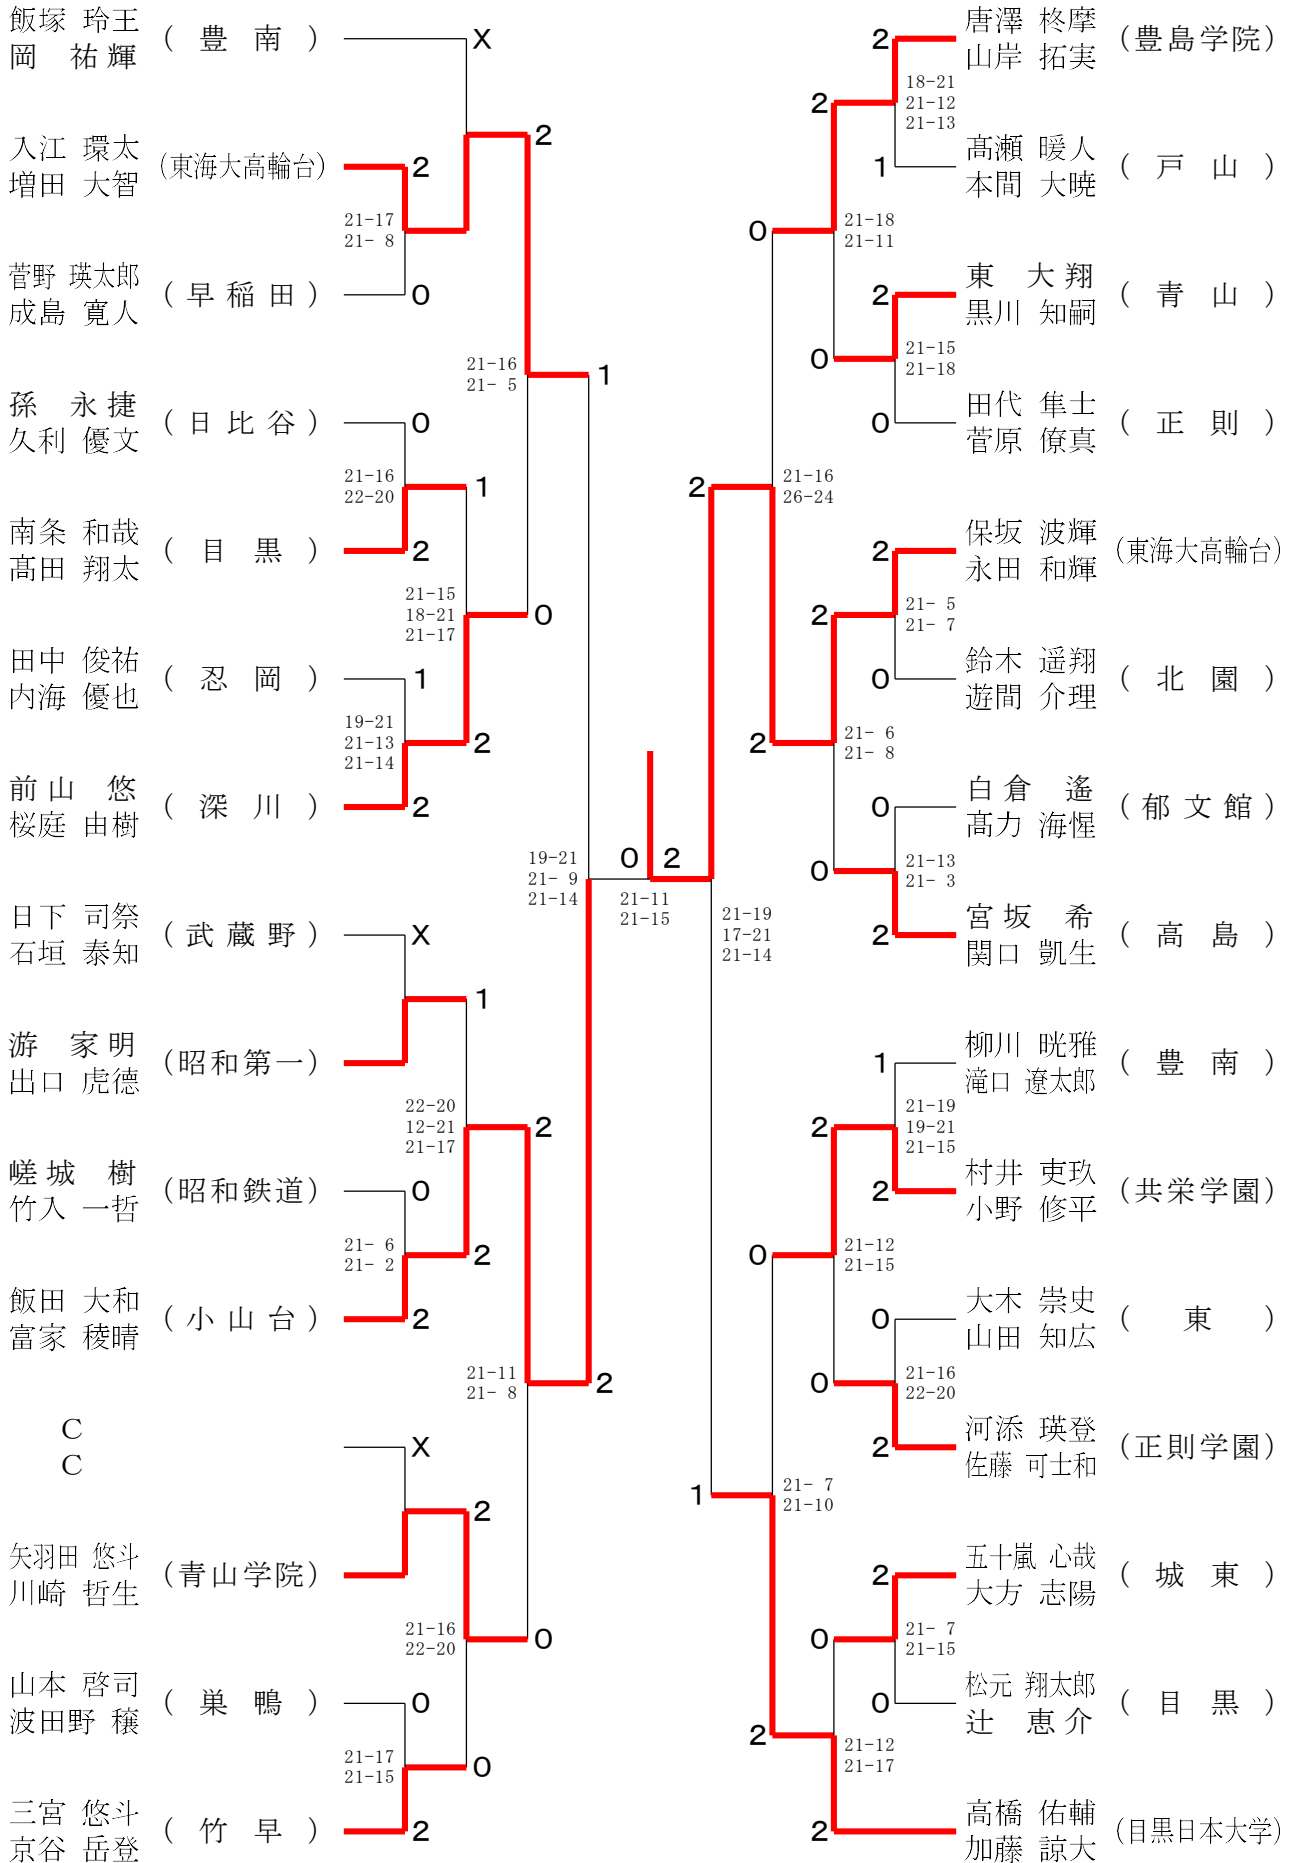 飯塚 玲王
岡 祐輝
( 豊 南 )
X
入江 環太
増田 大智
(東海大高輪台)
2
21-17
21- 8
2
菅野 瑛太郎
成島 寛人
( 早 稲 田 )
0
21-16
21- 5
1
孫 永捷
久利 優文
( 日 比 谷 )
0
21-16
22-20
1
南条 和哉
髙田 翔太
( 目 黒 )
2
21-15
18-21
21-17
0
田中 俊祐
内海 優也
( 忍 岡 )
1
19-21
21-13
21-14
2
前山 悠
桜庭 由樹
( 深 川 )
2
19-21
21- 9
21-14
0 2
21-11
21-15
日下 司祭
石垣 泰知
( 武 蔵 野 )
X
1
游 家明
出口 虎德
(昭和第一)
22-20
12-21
21-17
2
嵯城 樹
竹入 一哲
(昭和鉄道)
0
21- 6
21- 2
2
飯田 大和
富家 稜晴
( 小 山 台 )
2
21-11
21- 8
2
C
C
X
2
矢羽田 悠斗
川崎 哲生
(青山学院)
21-16
22-20
0
山本 啓司
波田野 穣
( 巣 鴨 )
0
21-17
21-15
0
三宮 悠斗
京谷 岳登
( 竹 早 )
2
2
唐澤 柊摩
山岸 拓実
(豊島学院)
2
18-21
21-12
21-13
1
髙瀬 暖人
本間 大暁
( 戸 山 )
0
21-18
21-11
2
東 大翔
黒川 知嗣
( 青 山 )
0
21-15
21-18
0
田代 隼士
菅原 僚真
( 正 則 )
2
21-16
26-24
2
保坂 波輝
永田 和輝
(東海大高輪台)
2
21- 5
21- 7
0
鈴木 遥翔
遊間 介理
( 北 園 )
2
21- 6
21- 8
0
白倉 遙
髙力 海惺
( 郁 文 館 )
0
21-13
21- 3
2
宮坂 希
関口 凱生
( 高 島 )
21-19
17-21
21-14
1
柳川 晄雅
滝口 遼太郎
( 豊 南 )
2
21-19
19-21
21-15
2
村井 吏玖
小野 修平
(共栄学園)
0
21-12
21-15
0
大木 崇史
山田 知広
( 東 )
0
21-16
22-20
2
河添 瑛登
佐藤 可士和
(正則学園)
1
21- 7
21-10
2
五十嵐 心哉
大方 志陽
( 城 東 )
0
21- 7
21-15
0
松元 翔太郎
辻 恵介
( 目 黒 )
2
21-12
21-17
2
高橋 佑輔
加藤 諒大
(目黒日本大学)